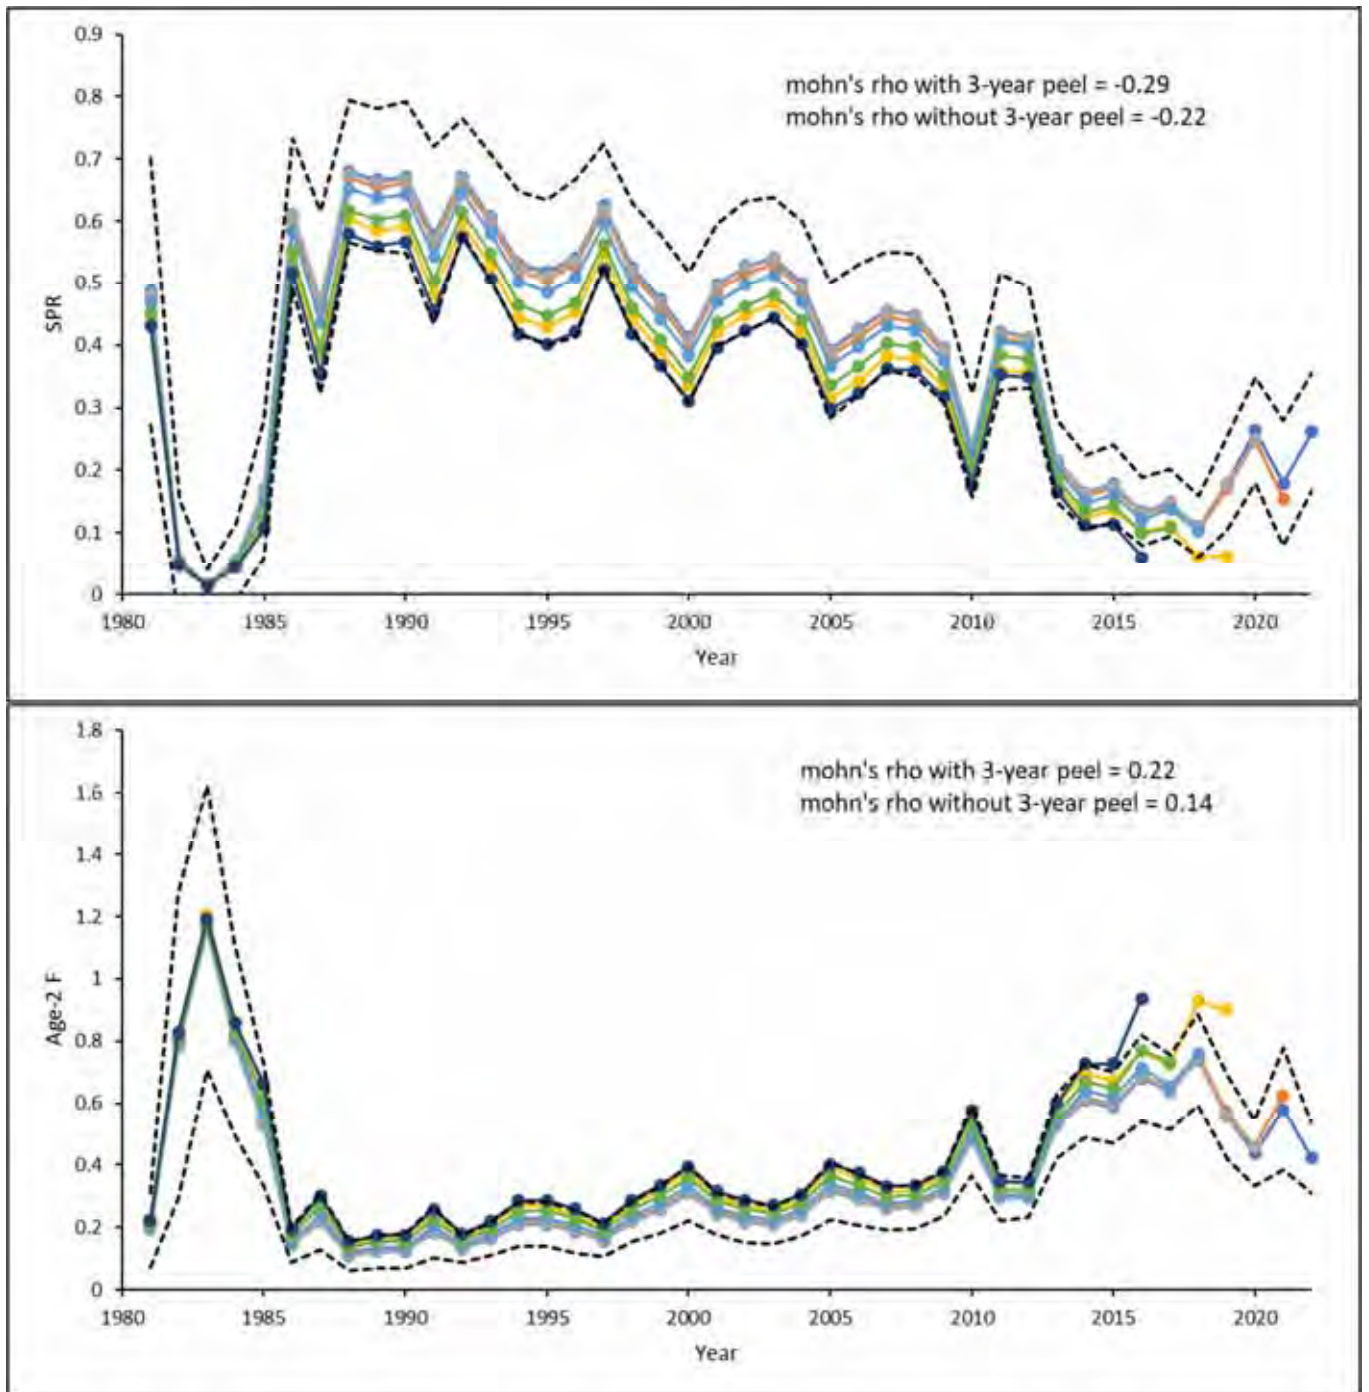 0.9
mohn's rho with 3-year peel = -0.29
mohn's rho without 3-year peel = -0.22
0.8
0.7
0.6
0.5
SPR
0.4
0.3
0.2
0.1
0
1980 1985 1990 1995 2000 2005 2010 2015 2020
Year
1.8
mohn's rho with 3-year peel = 0.22
mohn's rho without 3-year peel = 0.14
1.6
1.4
1.2
1
Age-2 F
0.8
0.6
0.4
0.2
0
1980 1985 1990 1995 2000 2005 2010 2015 2020
Year